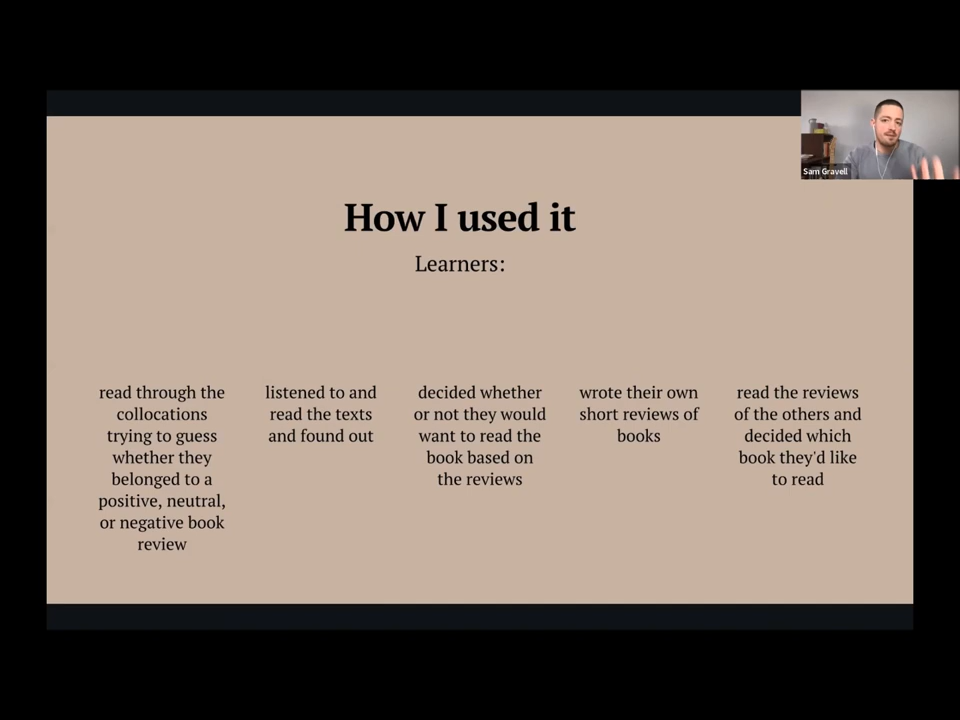 Sam Gravell
How I used it
Learners:
read through the
collocations
trying to guess
whether they
belonged to a
positive, neutral,
or negative book
review
listened to and
read the texts
and found out
decided whether
or not they would
want to read the
book based on
the reviews
wrote their own
short reviews of
books
read the reviews
of the others and
decided which
book they'd like
to read